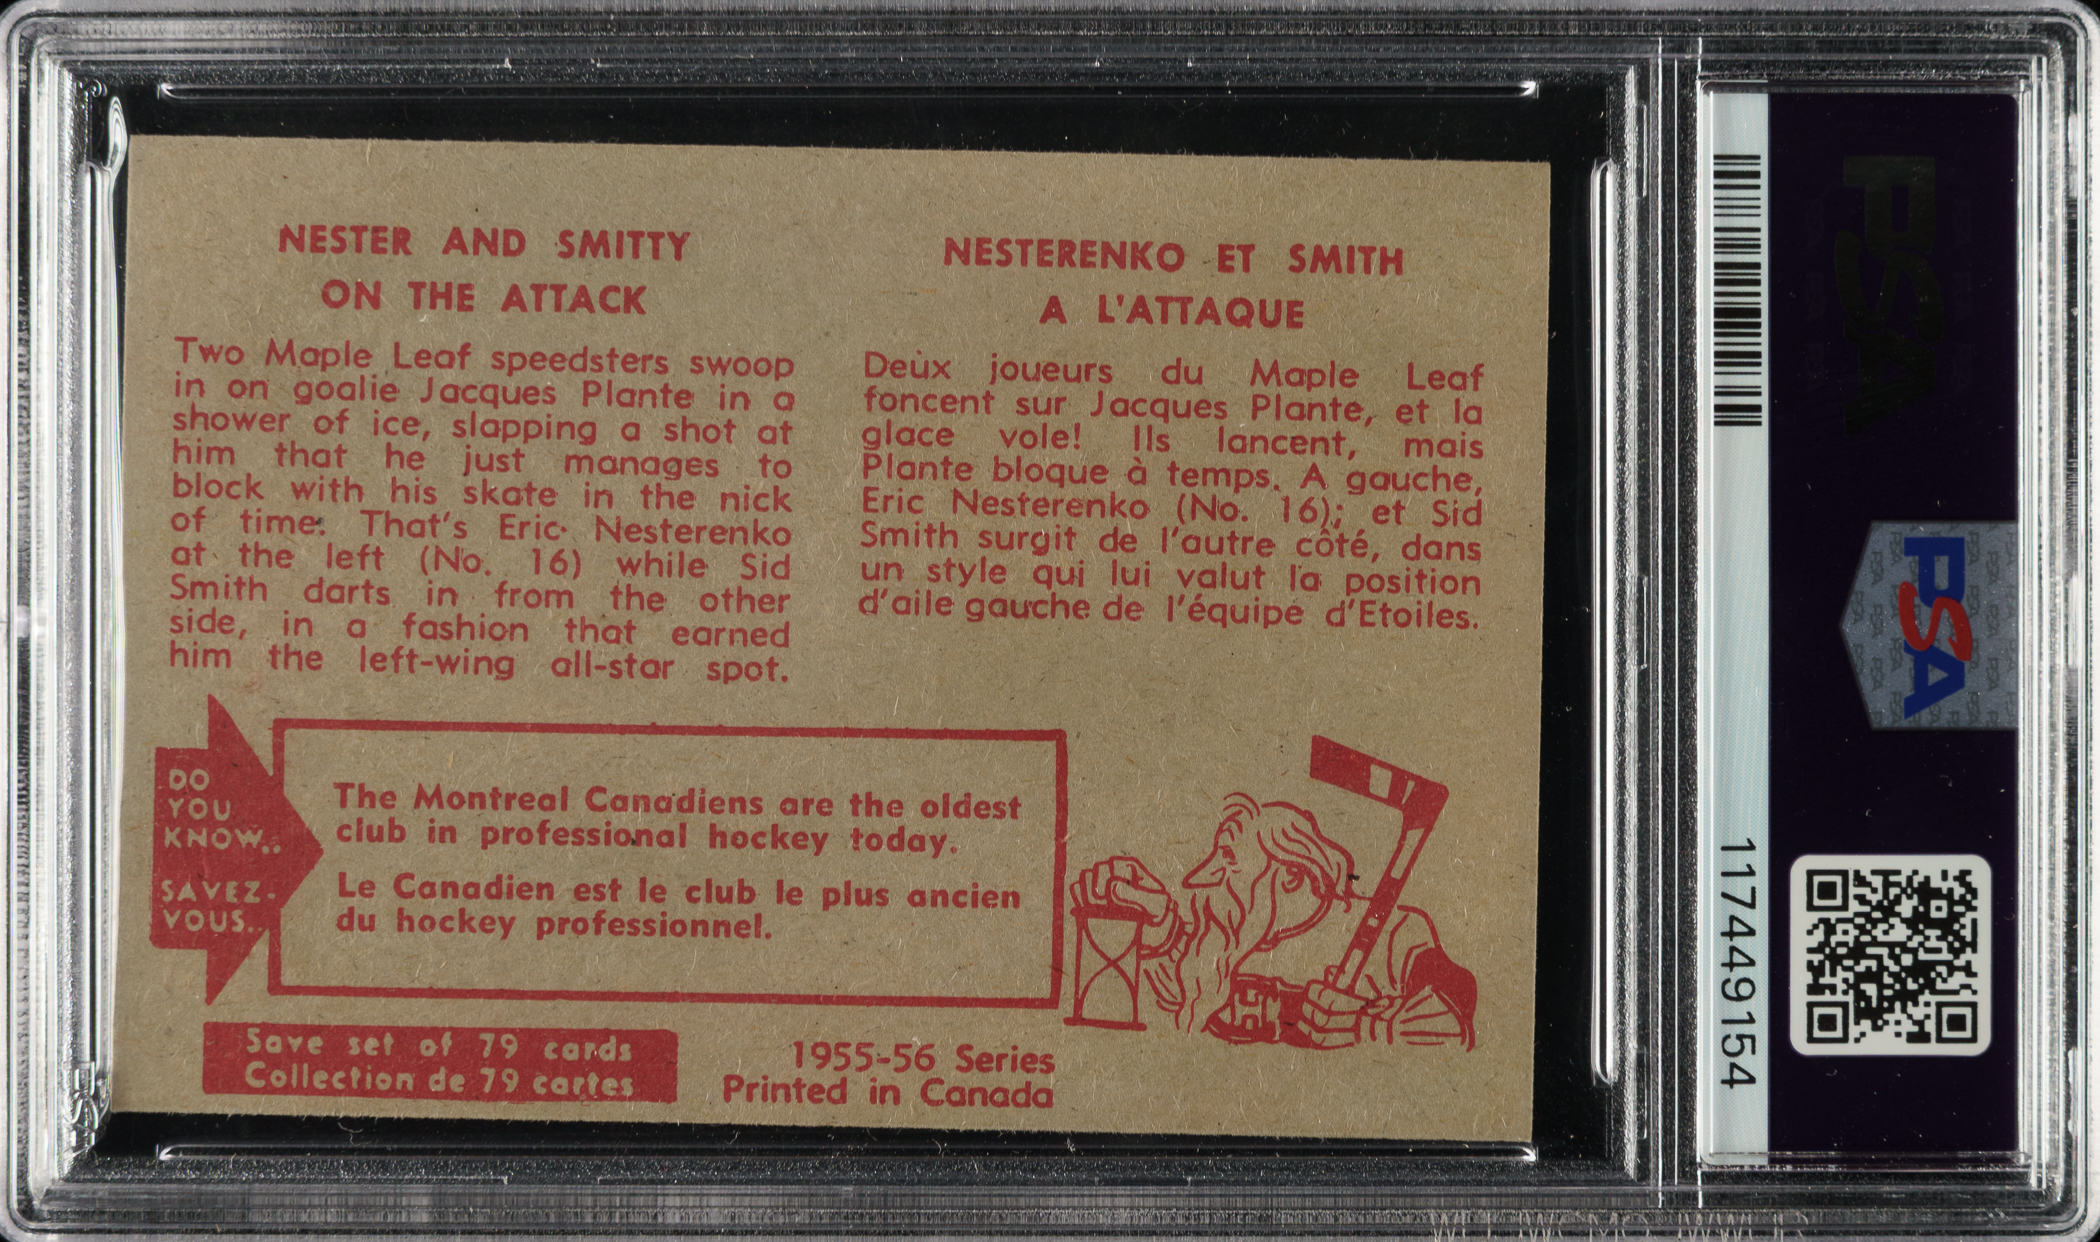 NESTER AND SMITTY
ON THE ATTACK
Two Maple Leaf speedsters swoop
in on goalie Jacques Plante in a
shower of ice, slapping a shot at
him that he just manages to
block with his skate in the nick
of time. That's Eric Nesterenko
at the left (No. 16) while Sid
Smith darts in from the other
side, in a fashion that earned
him the left-wing all-star spot.
NESTERENKO ET SMITH
A L'ATTAQUE
Deux joueurs du Maple Leaf
foncent sur Jacques Plante, et la
glace vole! Ils lancent, mais
Plante bloque à temps. A gauche,
Eric Nesterenko (No. 16); et Sid
Smith surgit de l'autre côté, dans
un style qui lui valut la position
d'aile gauche de l'équipe d'Etoiles.
DO
YOU
KNOW..
SAVEZ-
VOUS..
The Montreal Canadiens are the oldest
club in professional hockey today.
Le Canadien est le club le plus ancien
du hockey professionnel.
Save set of 79 cards
Collection de 79 cartes
1955-56 Series
Printed in Canada
H
PSA
PSA
117449154